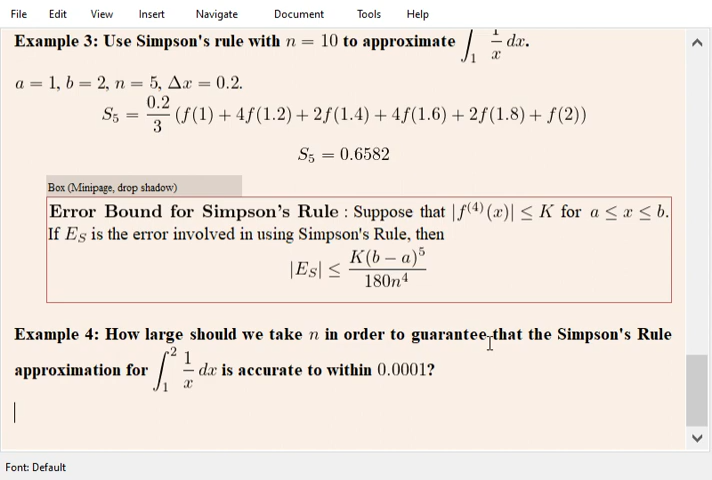 File Edit View Insert Navigate Document Tools Help
Example 3: Use Simpson's rule with n = 10 to approximate ∫₁ 1/x dx.
a = 1, b = 2, n = 5, Δx = 0.2.
S₅ = 0.2/3 (f(1) + 4f(1.2) + 2f(1.4) + 4f(1.6) + 2f(1.8) + f(2))
S₅ = 0.6582
Box (Minipage, drop shadow)
Error Bound for Simpson's Rule : Suppose that |f⁽⁴⁾(x)| ≤ K for a ≤ x ≤ b.
If E_S is the error involved in using Simpson's Rule, then
|E_S| ≤ K(b − a)⁵/180n⁴
Example 4: How large should we take n in order to guarantee that the Simpson's Rule
approximation for ∫₁² 1/x dx is accurate to within 0.0001?
Font: Default